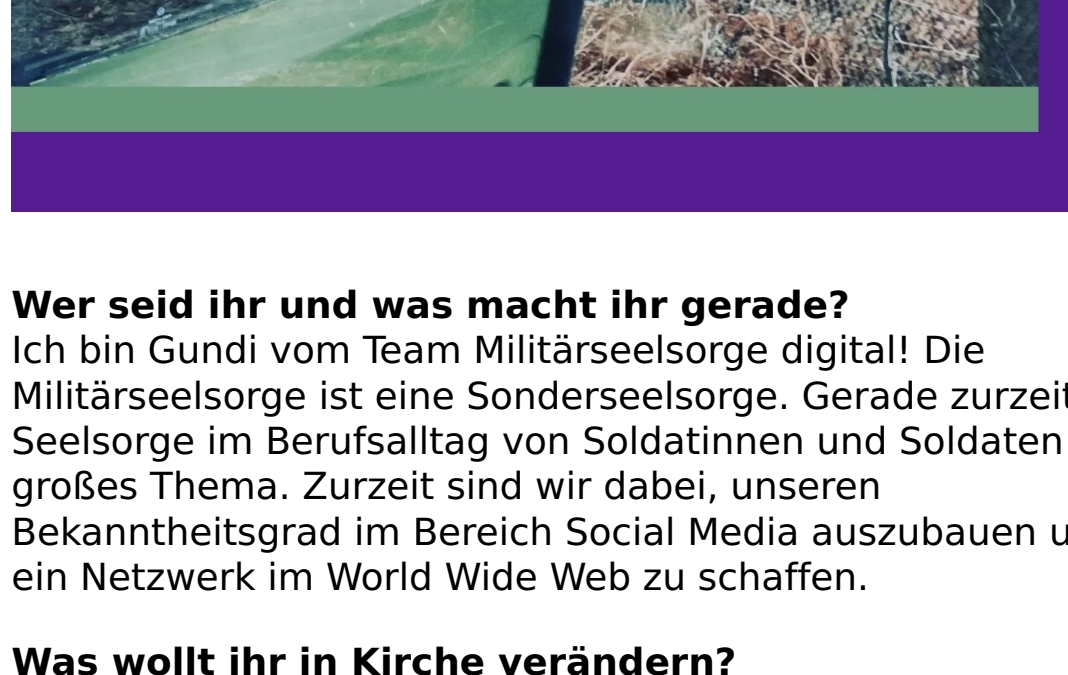 Wer seid ihr und was macht ihr gerade?
Ich bin Gundi vom Team Militärseelsorge digital! Die
Militärseelsorge ist eine Sonderseelsorge. Gerade zurzeit
Seelsorge im Berufsalltag von Soldatinnen und Soldaten
großes Thema. Zurzeit sind wir dabei, unseren
Bekanntheitsgrad im Bereich Social Media auszubauen u
ein Netzwerk im World Wide Web zu schaffen.
Was wollt ihr in Kirche verändern?